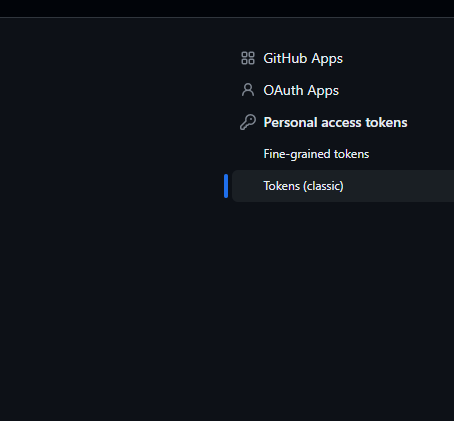 GitHub Apps
OAuth Apps
Personal access tokens
Fine-grained tokens
Tokens (classic)